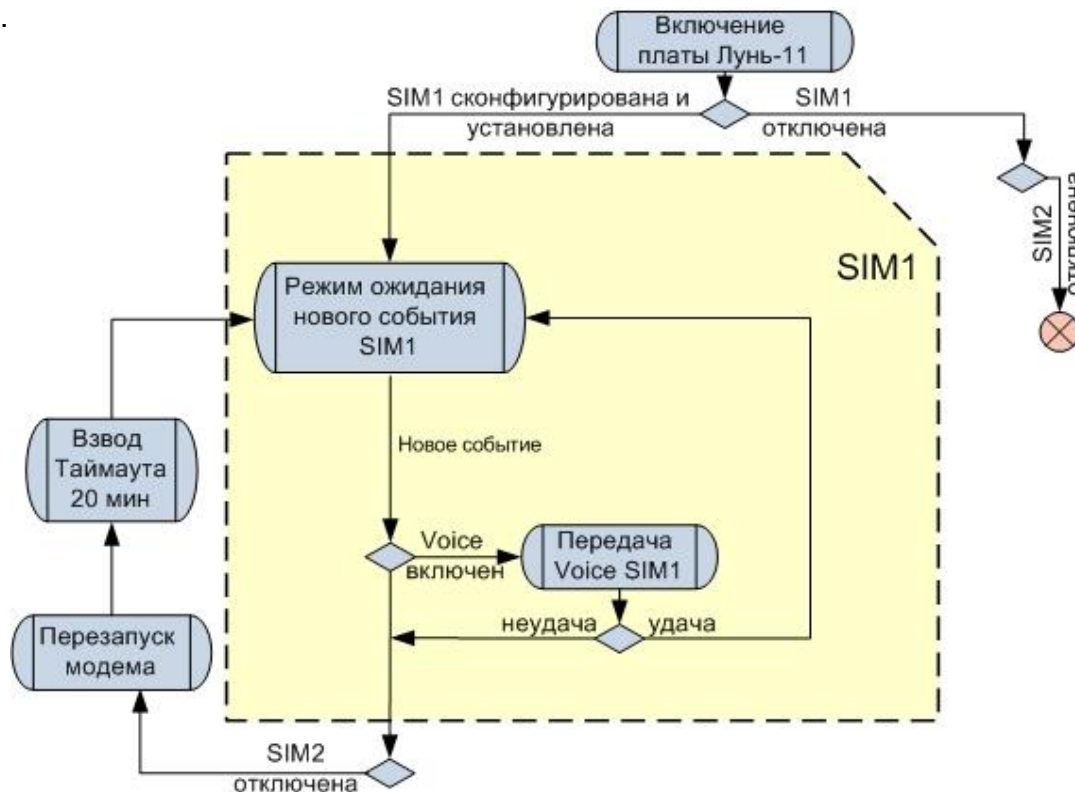 Включение
платы Лунь-11
SIM1 сконфигурирована и
установлена
SIM1
отключена
SIM2
отключена
SIM1
Режим ожидания
нового события
SIM1
Новое событие
Взвод
Таймаута
20 мин
Voice
включен
Передача
Voice SIM1
неудача
удача
Перезапуск
модема
SIM2
отключена